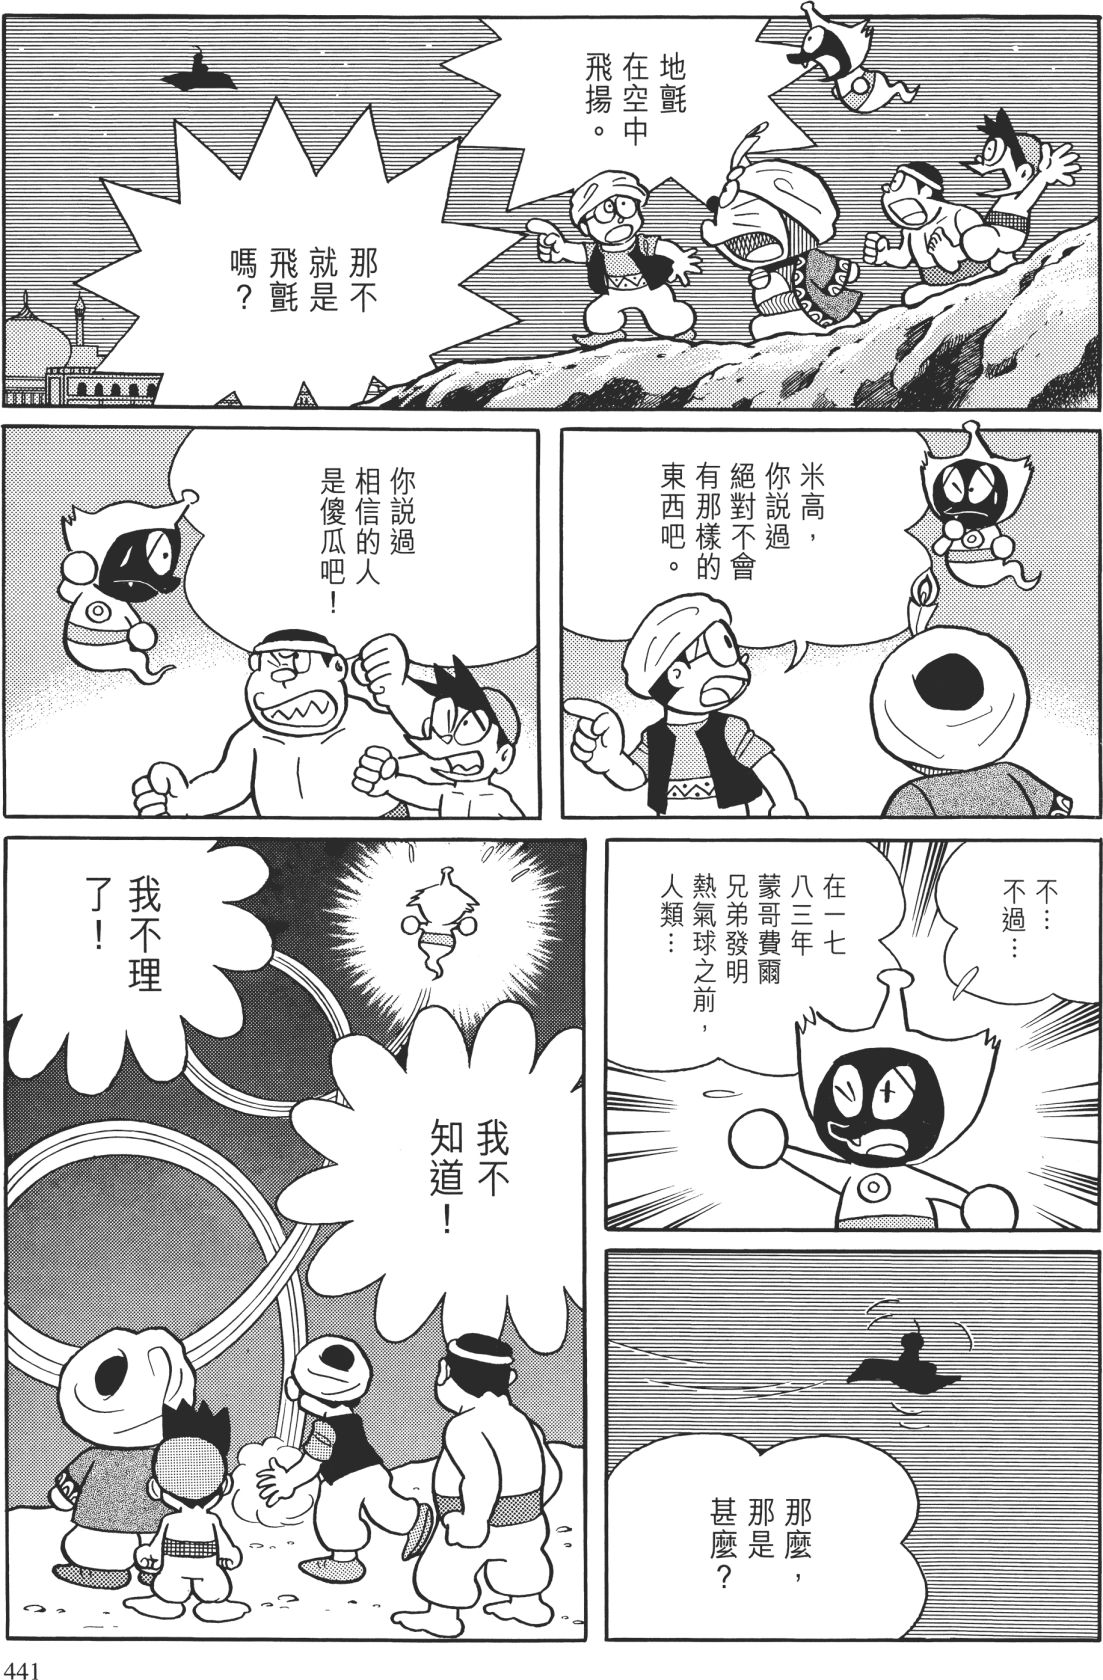 地氈
在空中
飛揚。
那不
就是
飛氈
嗎？
米高，
你説過
絕對不會
有那樣的
東西吧。
你説過
相信的人
是傻瓜吧！
不⋯
不過⋯
在一七
八三年
蒙哥費爾
兄弟發明
熱氣球之前，
人類⋯
那麼，
那是
甚麼？
我不
知道！
我不理
了！
441